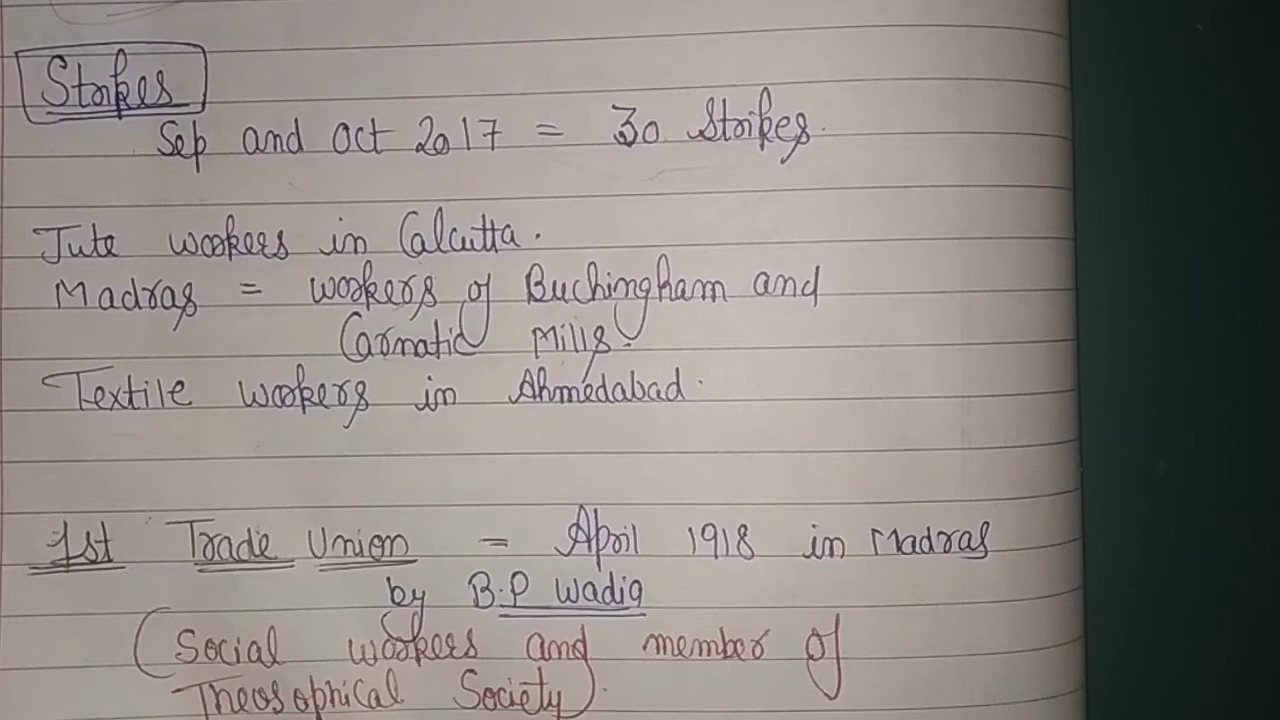 Strikes
Sep and Oct 2017 = 30 Strikes.
Jute workers in Calcutta.
Madras = workers of Buchingham and
Carnatic Mills.
Textile workers in Ahmedabad.
1st Trade Union = April 1918 in Madras
by B.P Wadia
(Social workers and member of
Theosophical Society).